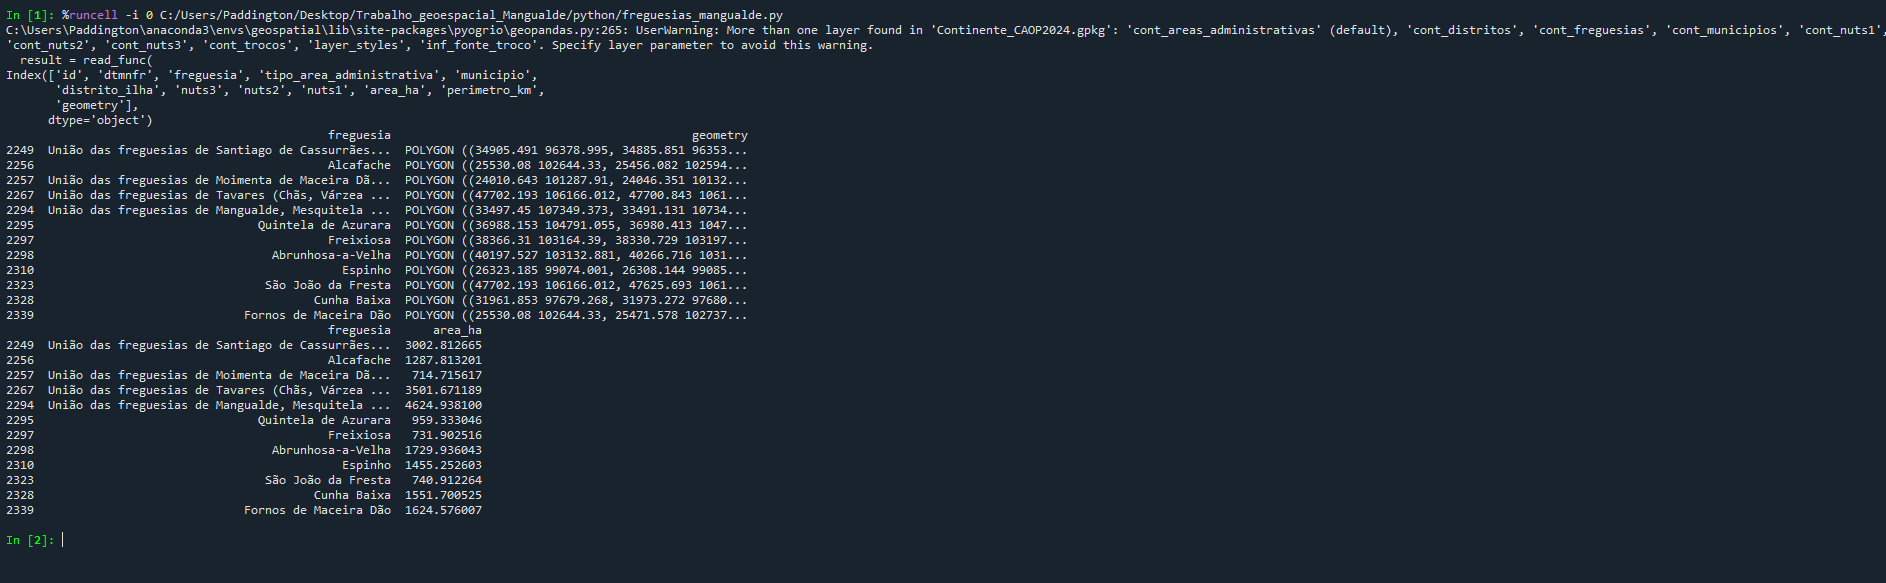 In [1]: %runcell -i 0 C:/Users/Paddington/Desktop/Trabalho_geoespacial_Mangualde/python/freguesias_mangualde.py
C:\Users\Paddington\anaconda3\envs\geospatial\lib\site-packages\pyogrio\geopandas.py:265: UserWarning: More than one layer found in 'Continente_CAOP2024.gpkg': 'cont_areas_administrativas' (default), 'cont_distritos', 'cont_freguesias', 'cont_municipios', 'cont_nuts1',
'cont_nuts2', 'cont_nuts3', 'cont_trocos', 'layer_styles', 'inf_fonte_troco'. Specify layer parameter to avoid this warning.
  result = read_func(
Index(['id', 'dtmnfr', 'freguesia', 'tipo_area_administrativa', 'municipio',
       'distrito_ilha', 'nuts3', 'nuts2', 'nuts1', 'area_ha', 'perimetro_km',
       'geometry'],
      dtype='object')
                                              freguesia                                           geometry
2249  União das freguesias de Santiago de Cassurrães...  POLYGON ((34905.491 96378.995, 34885.851 96353...
2256                                          Alcafache  POLYGON ((25530.08 102644.33, 25456.082 102594...
2257  União das freguesias de Moimenta de Maceira Dã...  POLYGON ((24010.643 101287.91, 24046.351 10132...
2267  União das freguesias de Tavares (Chãs, Várzea ...  POLYGON ((47702.193 106166.012, 47700.843 1061...
2294  União das freguesias de Mangualde, Mesquitela ...  POLYGON ((33497.45 107349.373, 33491.131 10734...
2295                                Quintela de Azurara  POLYGON ((36988.153 104791.055, 36980.413 1047...
2297                                          Freixiosa  POLYGON ((38366.31 103164.39, 38330.729 103197...
2298                                  Abrunhosa-a-Velha  POLYGON ((40197.527 103132.881, 40266.716 1031...
2310                                            Espinho  POLYGON ((26323.185 99074.001, 26308.144 99085...
2323                                 São João da Fresta  POLYGON ((47702.193 106166.012, 47625.693 1061...
2328                                        Cunha Baixa  POLYGON ((31961.853 97679.268, 31973.272 97680...
2339                              Fornos de Maceira Dão  POLYGON ((25530.08 102644.33, 25471.578 102737...
                                              freguesia      area_ha
2249  União das freguesias de Santiago de Cassurrães...  3002.812665
2256                                          Alcafache  1287.813201
2257  União das freguesias de Moimenta de Maceira Dã...   714.715617
2267  União das freguesias de Tavares (Chãs, Várzea ...  3501.671189
2294  União das freguesias de Mangualde, Mesquitela ...  4624.938100
2295                                Quintela de Azurara   959.333046
2297                                          Freixiosa   731.902516
2298                                  Abrunhosa-a-Velha  1729.936043
2310                                            Espinho  1455.252603
2323                                 São João da Fresta   740.912264
2328                                        Cunha Baixa  1551.700525
2339                              Fornos de Maceira Dão  1624.576007
In [2]: